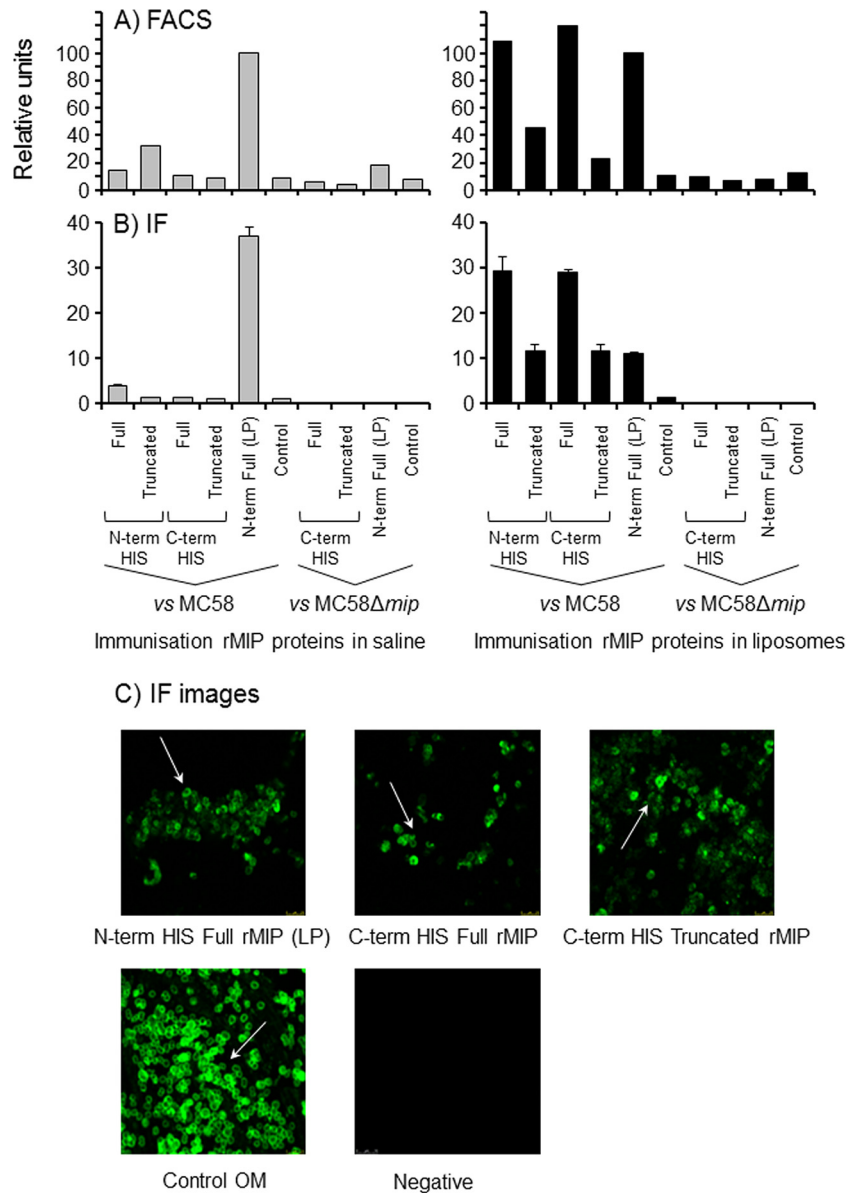 A) FACS
Relative units
100
80
60
40
20
0
100
80
60
40
20
0
B) IF
40
30
20
10
0
40
30
20
10
0
Full
Truncated
Full
Truncated
N-term Full (LP)
Control
Full
Truncated
N-term Full (LP)
Control
Full
Truncated
Full
Truncated
N-term Full (LP)
Control
Full
Truncated
N-term Full (LP)
Control
N-term HIS
C-term HIS
C-term HIS
N-term HIS
C-term HIS
C-term HIS
vs MC58
vs MC58Δmip
vs MC58
vs MC58Δmip
Immunisation rMIP proteins in saline
Immunisation rMIP proteins in liposomes
C) IF images
N-term HIS Full rMIP (LP)
C-term HIS Full rMIP
C-term HIS Truncated rMIP
Control OM
Negative